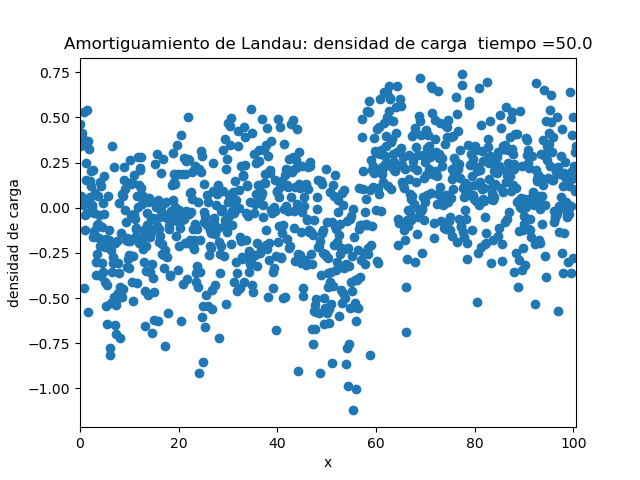 Amortiguamiento de Landau: densidad de carga  tiempo =50.0
densidad de carga
0.75
0.50
0.25
0.00
−0.25
−0.50
−0.75
−1.00
0 20 40 60 80 100
x